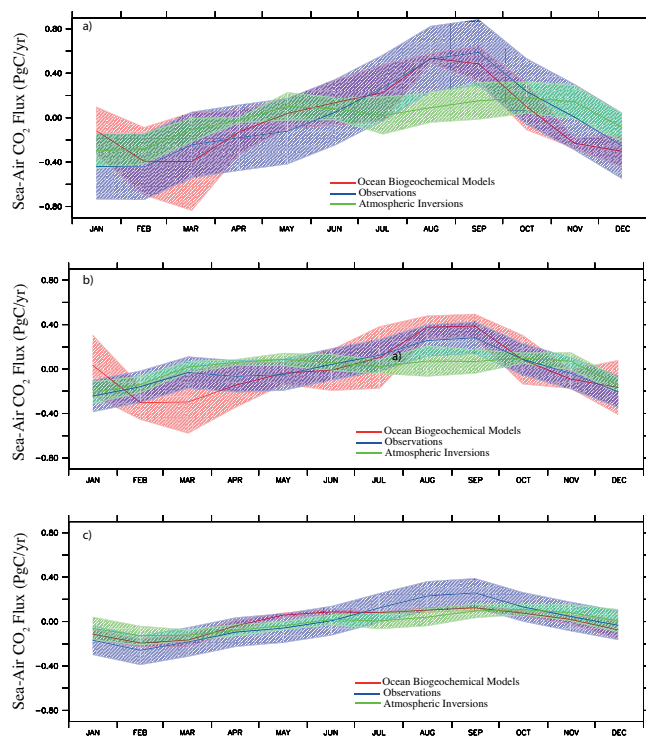 a)
Sea-Air CO₂ Flux (PgC/yr)
0.80
0.40
0.00
-0.40
-0.80
Ocean Biogeochemical Models
Observations
Atmospheric Inversions
JAN FEB MAR APR MAY JUN JUL AUG SEP OCT NOV DEC
b)
Sea-Air CO₂ Flux (PgC/yr)
0.80
0.40
0.00
-0.40
-0.80
a)
Ocean Biogeochemical Models
Observations
Atmospheric Inversions
JAN FEB MAR APR MAY JUN JUL AUG SEP OCT NOV DEC
c)
Sea-Air CO₂ Flux (PgC/yr)
0.80
0.40
0.00
-0.40
-0.80
Ocean Biogeochemical Models
Observations
Atmospheric Inversions
JAN FEB MAR APR MAY JUN JUL AUG SEP OCT NOV DEC